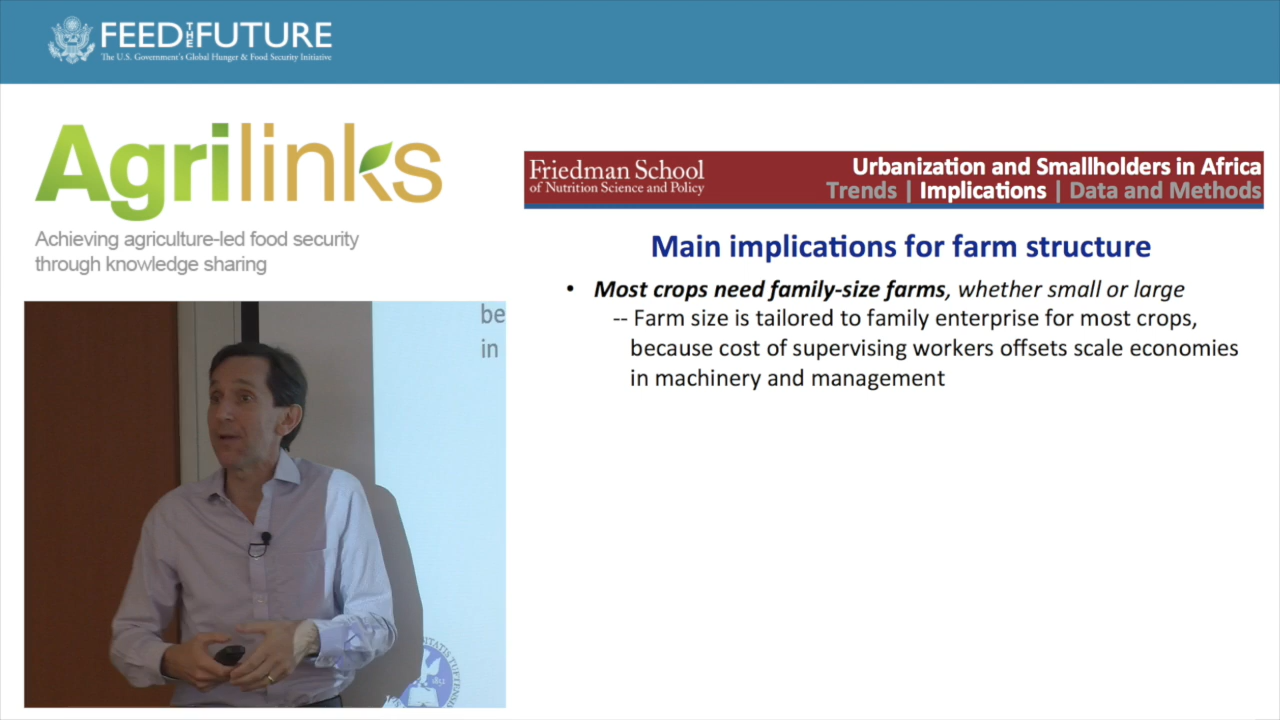 FEED THE FUTURE
The U.S. Government's Global Hunger & Food Security Initiative
Agrilinks
Achieving agriculture-led food security
through knowledge sharing
Friedman School
of Nutrition Science and Policy
Urbanization and Smallholders in Africa
Trends | Implications | Data and Methods
Main implications for farm structure
• Most crops need family-size farms, whether small or large
-- Farm size is tailored to family enterprise for most crops,
because cost of supervising workers offsets scale economies
in machinery and management
be
in